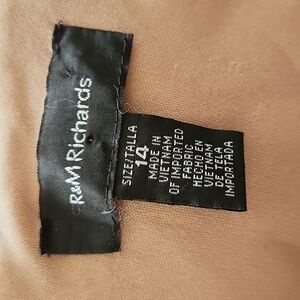 R&M Richards
SIZE/TALLA
14
MADE IN
VIETNAM
OF IMPORTED
FABRIC
HECHO EN
VIETNAM
DE TELA
IMPORTADA